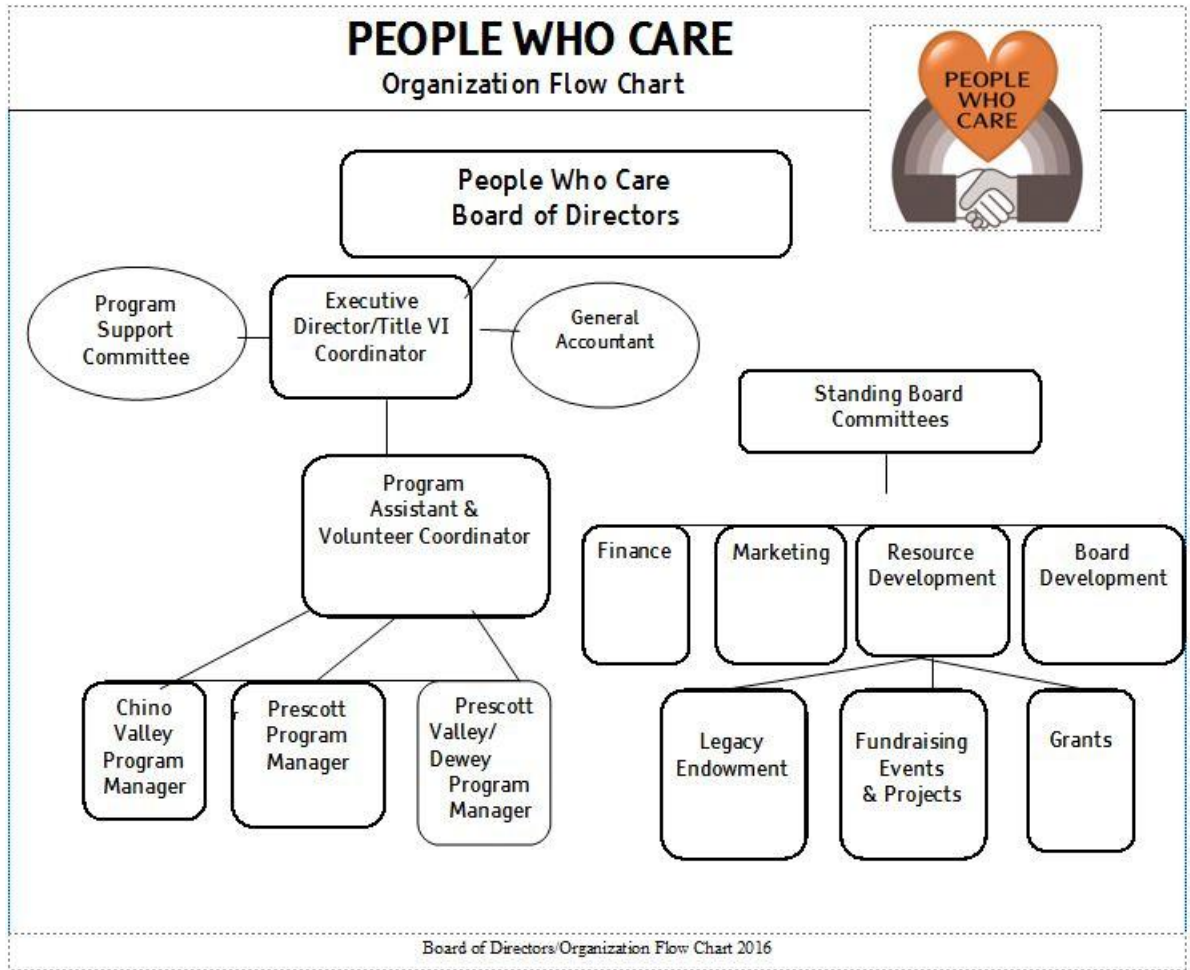 PEOPLE WHO CARE
Organization Flow Chart
PEOPLE
WHO
CARE
People Who Care
Board of Directors
Program
Support
Committee
Executive
Director/Title VI
Coordinator
General
Accountant
Standing Board
Committees
Program
Assistant &
Volunteer Coordinator
Finance
Marketing
Resource
Development
Board
Development
Chino
Valley
Program
Manager
Prescott
Program
Manager
Prescott
Valley/
Dewey
Program
Manager
Legacy
Endowment
Fundraising
Events
& Projects
Grants
Board of Directors/Organization Flow Chart 2016